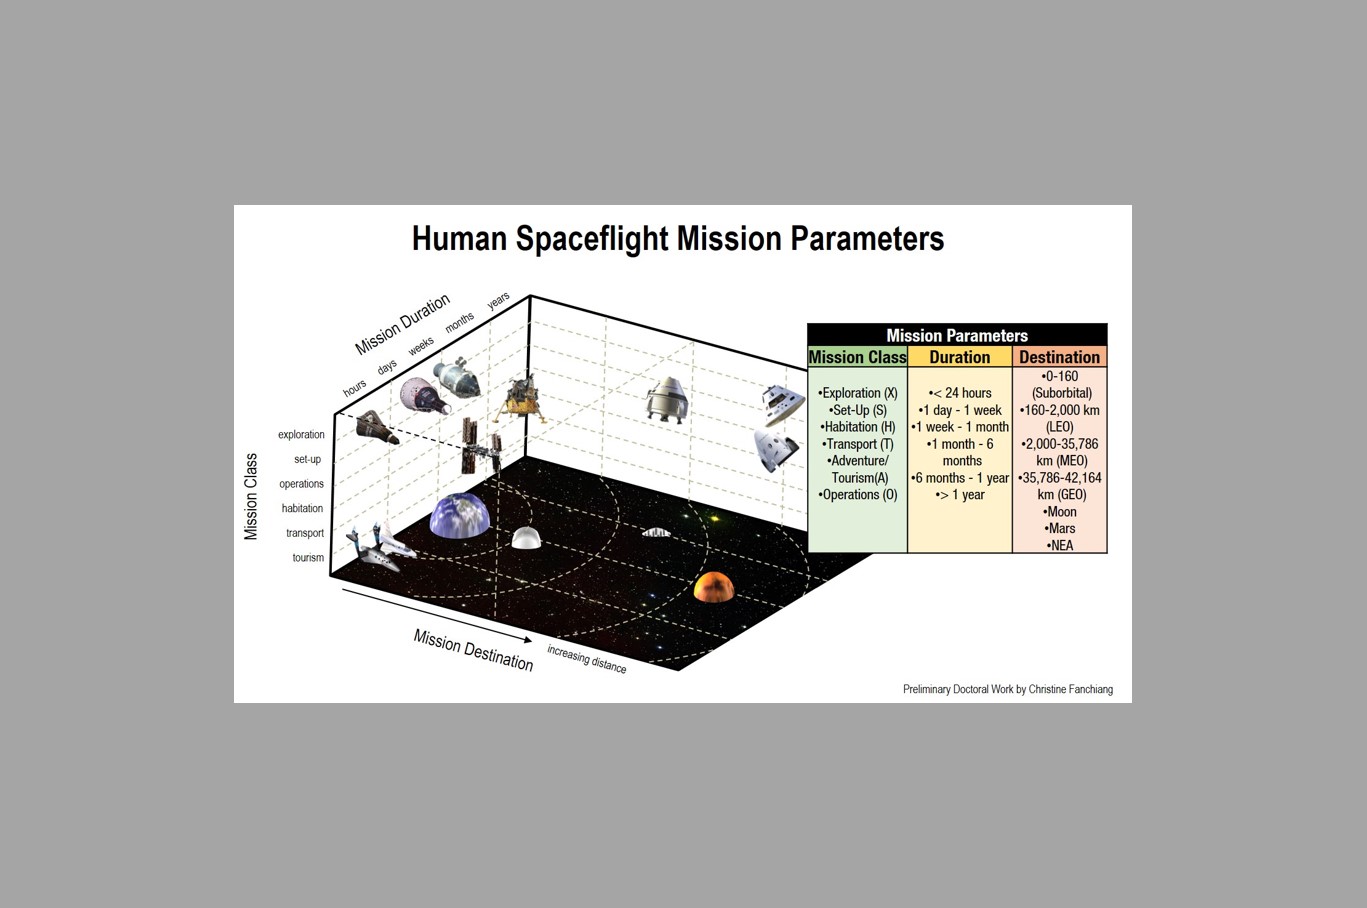 Human Spaceflight Mission Parameters
Mission Duration
hours
days
weeks
months
years
Mission Class
exploration
set-up
operations
habitation
transport
tourism
Mission Destination
increasing distance
Mission Parameters
Mission Class
•Exploration (X)
•Set-Up (S)
•Habitation (H)
•Transport (T)
•Adventure/
Tourism(A)
•Operations (O)
Duration
•< 24 hours
•1 day - 1 week
•1 week - 1 month
•1 month - 6
months
•6 months - 1 year
•> 1 year
Destination
•0-160
(Suborbital)
•160-2,000 km
(LEO)
•2,000-35,786
km (MEO)
•35,786-42,164
km (GEO)
•Moon
•Mars
•NEA
Preliminary Doctoral Work by Christine Fanchiang